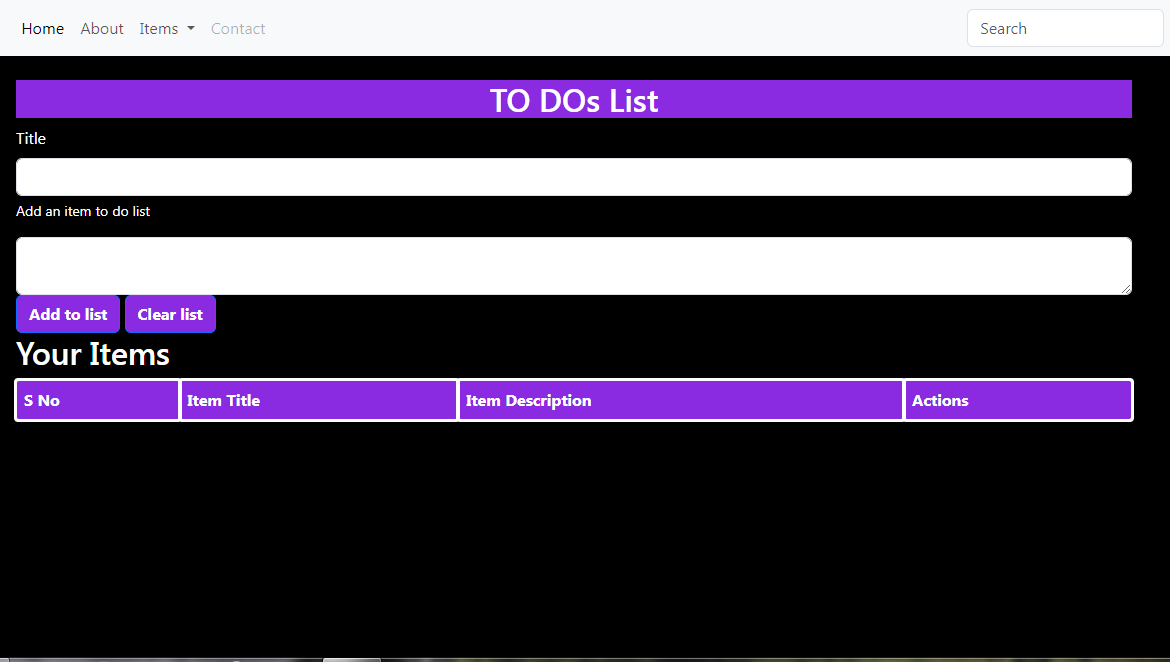 Home About Items Contact Search
TO DOs List
Title
Add an item to do list
Add to list Clear list
Your Items
S No Item Title Item Description Actions